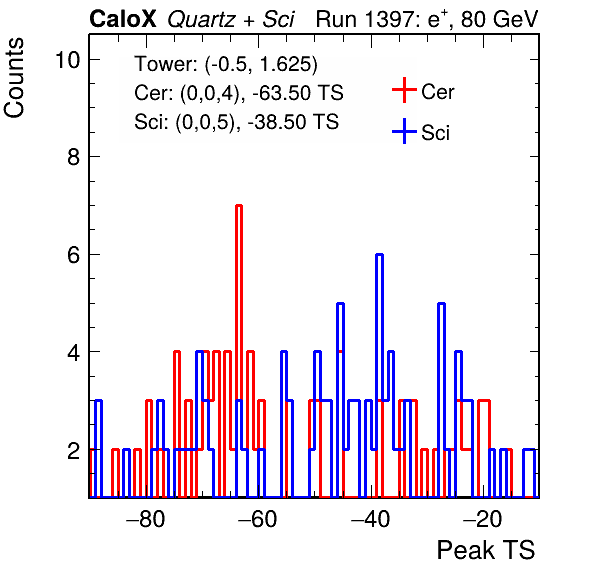 CaloX Quartz + Sci Run 1397: e⁺, 80 GeV
Counts
Tower: (-0.5, 1.625)
Cer: (0,0,4), -63.50 TS
Sci: (0,0,5), -38.50 TS
Cer
Sci
10
8
6
4
2
−80 −60 −40 −20
Peak TS